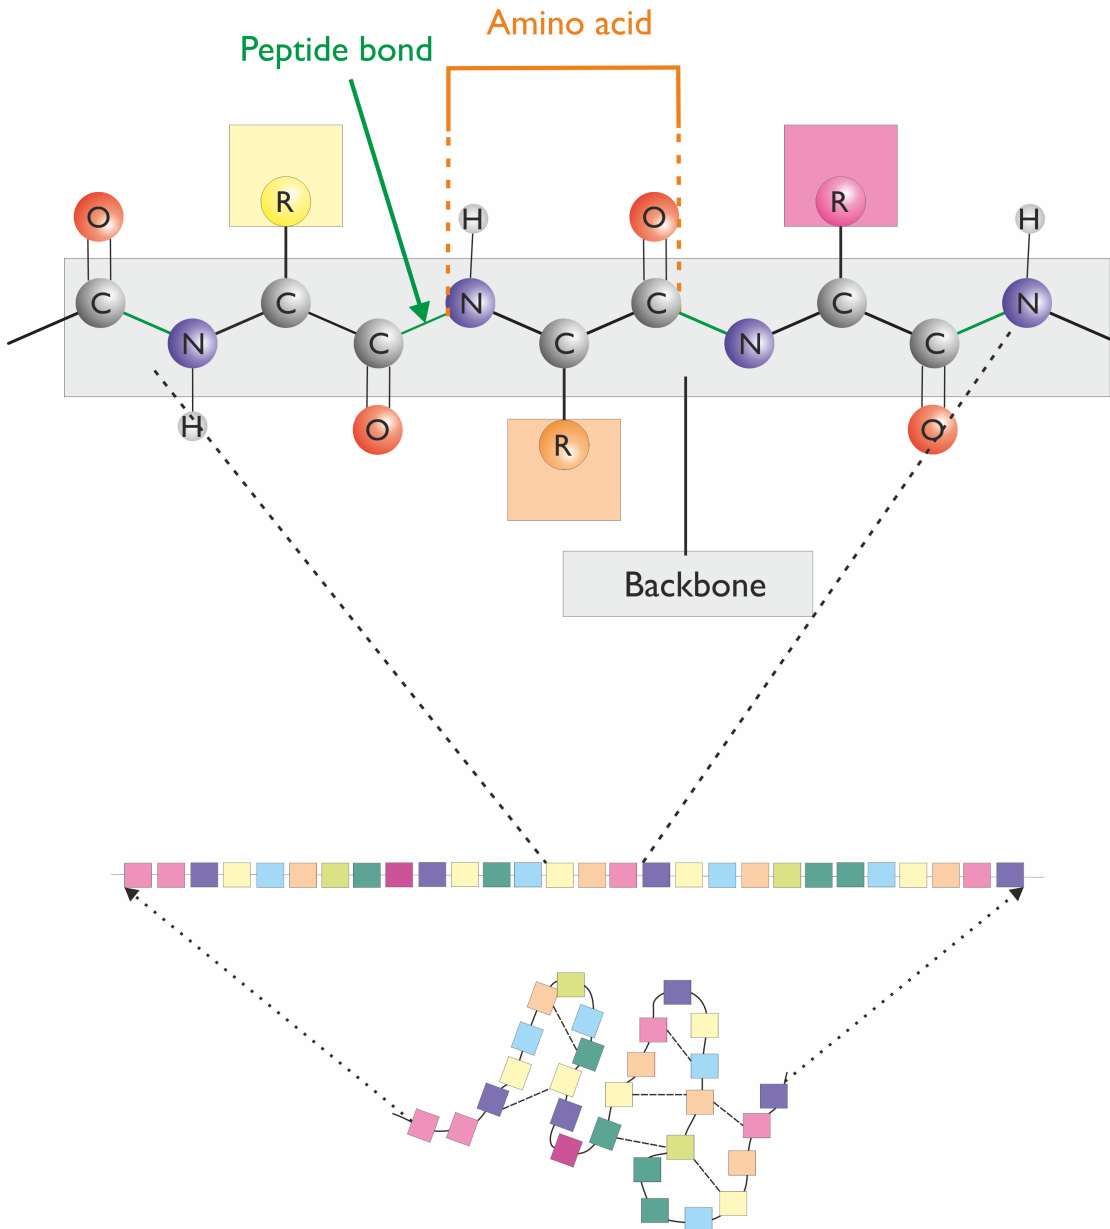 Amino acid
Peptide bond
R R
O H O H
C C N C C N
N C C N C
H O R O
Backbone